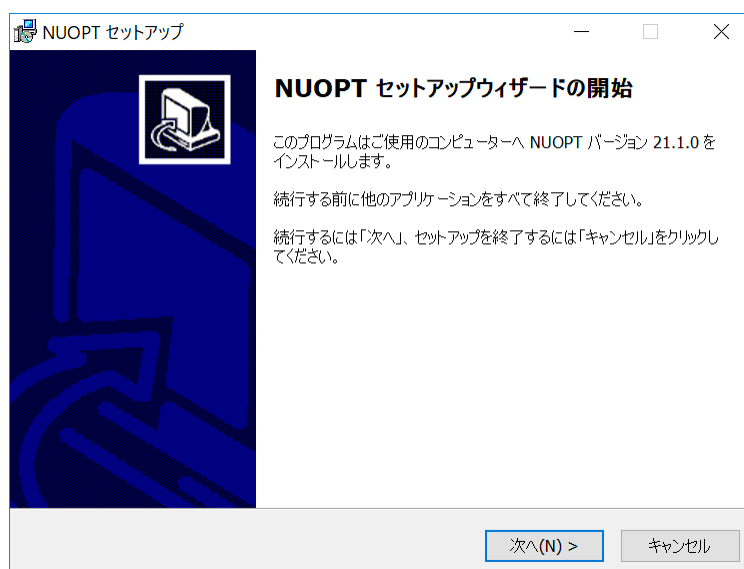 NUOPT セットアップ
NUOPT セットアップウィザードの開始
このプログラムはご使用のコンピューターへ NUOPT バージョン 21.1.0 を
インストールします。
続行する前に他のアプリケーションをすべて終了してください。
続行するには「次へ」、セットアップを終了するには「キャンセル」をクリックし
てください。
次へ(N) >
キャンセル